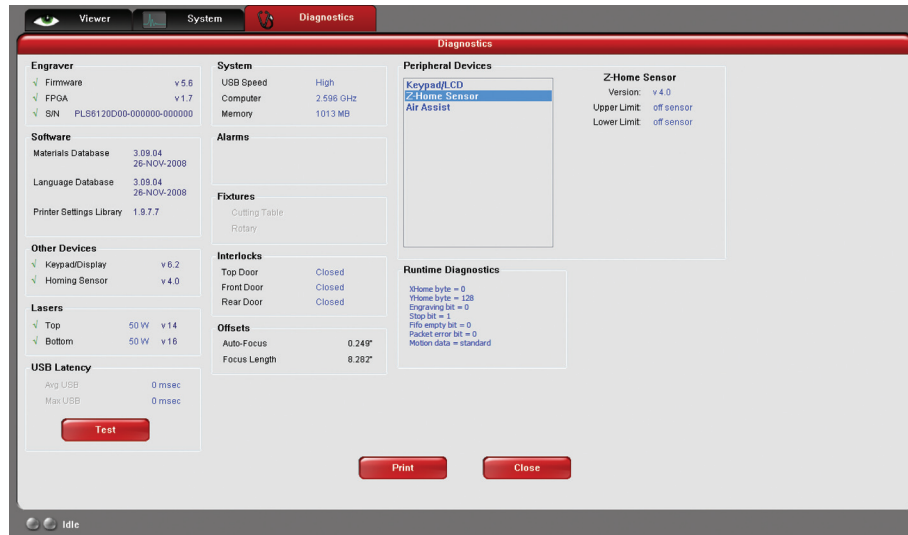 Viewer
System
Diagnostics
Diagnostics
Engraver
Firmware v 5.6
FPGA v 1.7
S/N PLS6120D00-000000-000000
Software
Materials Database 3.09.04
26-NOV-2008
Language Database 3.09.04
26-NOV-2008
Printer Settings Library 1.9.7.7
Other Devices
Keypad/Display v 6.2
Homing Sensor v 4.0
Lasers
Top 50 W v 14
Bottom 50 W v 16
USB Latency
Avg USB 0 msec
Max USB 0 msec
Test
System
USB Speed High
Computer 2.596 GHz
Memory 1013 MB
Alarms
Fixtures
Cutting Table
Rotary
Interlocks
Top Door Closed
Front Door Closed
Rear Door Closed
Offsets
Auto-Focus 0.249"
Focus Length 8.282"
Peripheral Devices
Keypad/LCD
Z-Home Sensor
Air Assist
Z-Home Sensor
Version: v 4.0
Upper Limit: off sensor
Lower Limit: off sensor
Runtime Diagnostics
XHome byte = 0
YHome byte = 128
Engraving bit = 0
Stop bit = 1
Fifo empty bit = 0
Packet error bit = 0
Motion data = standard
Print
Close
Idle